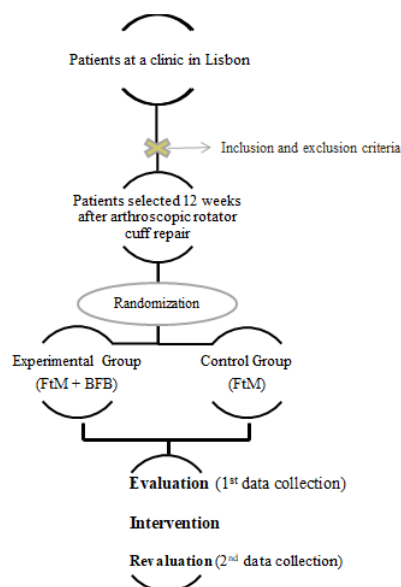 Patients at a clinic in Lisbon
Inclusion and exclusion criteria
Patients selected 12 weeks
after arthroscopic rotator
cuff repair
Randomization
Experimental Group
(FtM + BFB)
Control Group
(FtM)
Evaluation (1st data collection)
Intervention
Revaluation (2nd data collection)